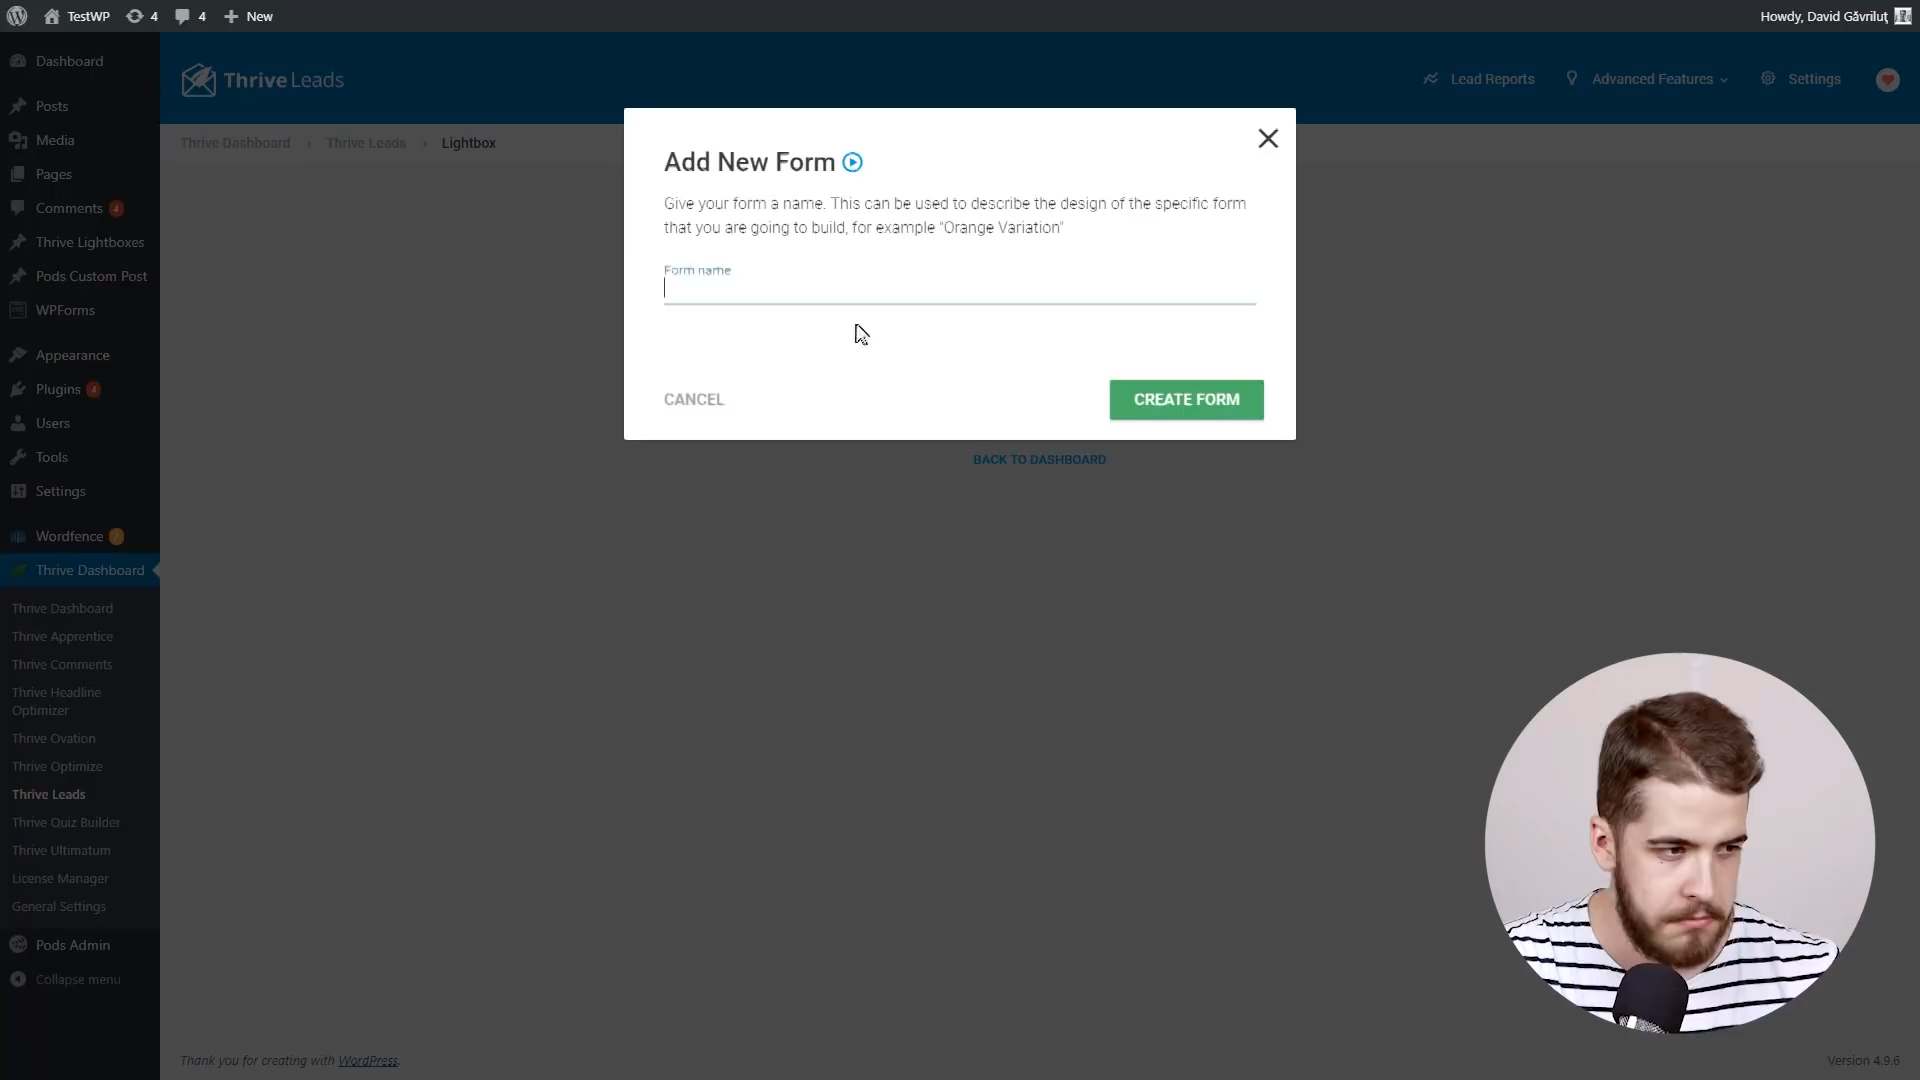 TestWP
4
4
New
Howdy, David Găvriluț
Dashboard
Posts
Media
Pages
Comments 4
Thrive Lightboxes
Pods Custom Post
WPForms
Appearance
Plugins 4
Users
Tools
Settings
Wordfence 2
Thrive Dashboard
Thrive Dashboard
Thrive Apprentice
Thrive Comments
Thrive Headline
Optimizer
Thrive Ovation
Thrive Optimize
Thrive Leads
Thrive Quiz Builder
Thrive Ultimatum
License Manager
General Settings
Pods Admin
Collapse menu
Thrive Leads
Lead Reports
Advanced Features
Settings
Thrive Dashboard
Thrive Leads
Lightbox
Add New Form
Give your form a name. This can be used to describe the design of the specific form
that you are going to build, for example "Orange Variation"
Form name
CANCEL
CREATE FORM
BACK TO DASHBOARD
Thank you for creating with WordPress.
Version 4.9.6